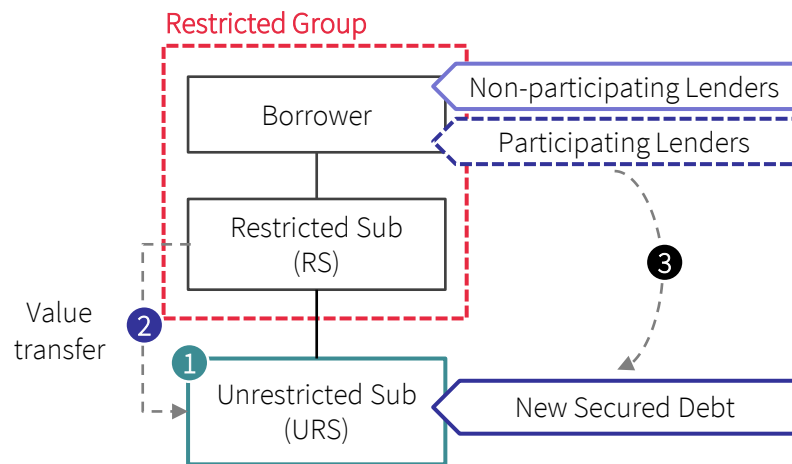 Restricted Group
Non-participating Lenders
Borrower
Participating Lenders
Restricted Sub
(RS)
3
Value
transfer
2
1
Unrestricted Sub
(URS)
New Secured Debt